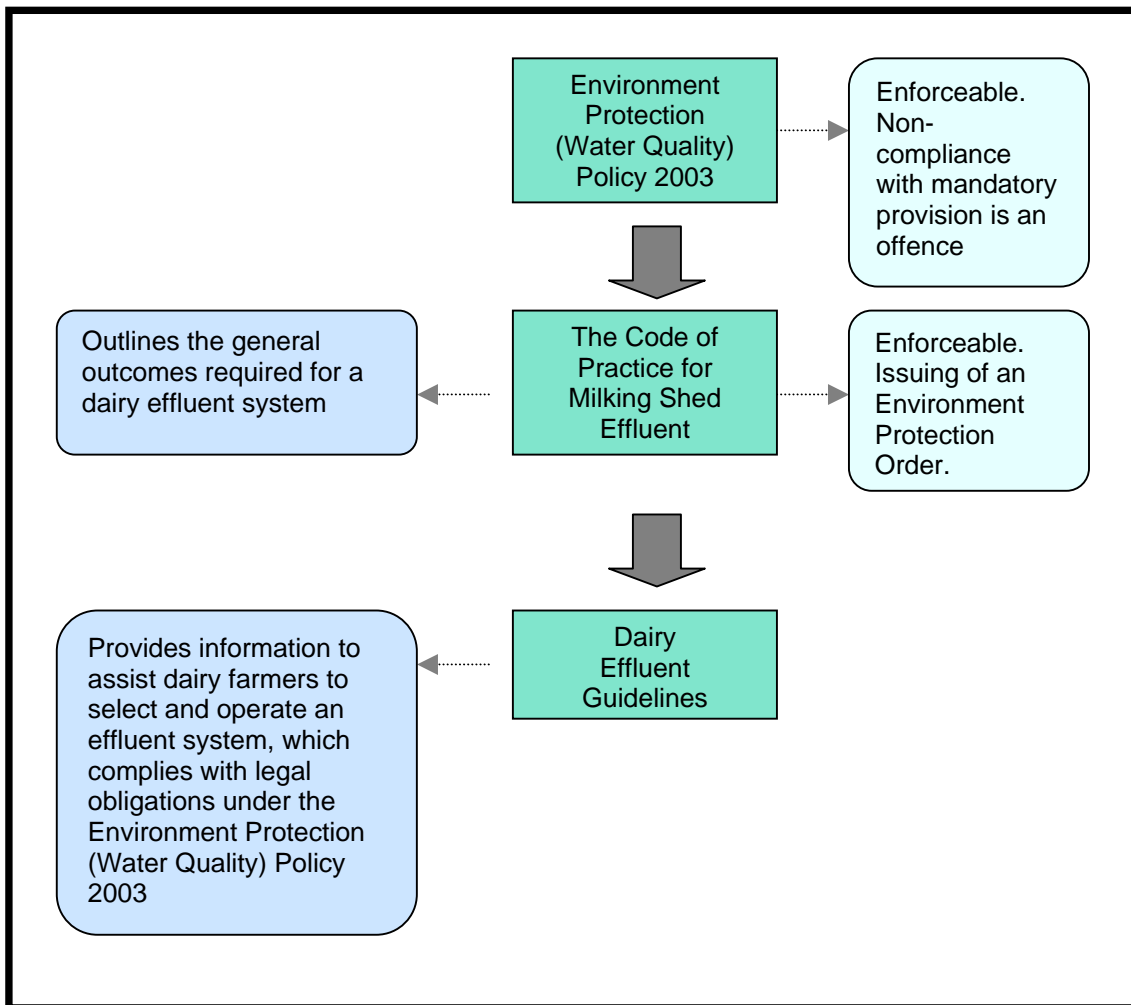 Environment
Protection
(Water Quality)
Policy 2003
Enforceable.
Non-
compliance
with mandatory
provision is an
offence
Outlines the general
outcomes required for a
dairy effluent system
The Code of
Practice for
Milking Shed
Effluent
Enforceable.
Issuing of an
Environment
Protection
Order.
Provides information to
assist dairy farmers to
select and operate an
effluent system, which
complies with legal
obligations under the
Environment Protection
(Water Quality) Policy
2003
Dairy
Effluent
Guidelines